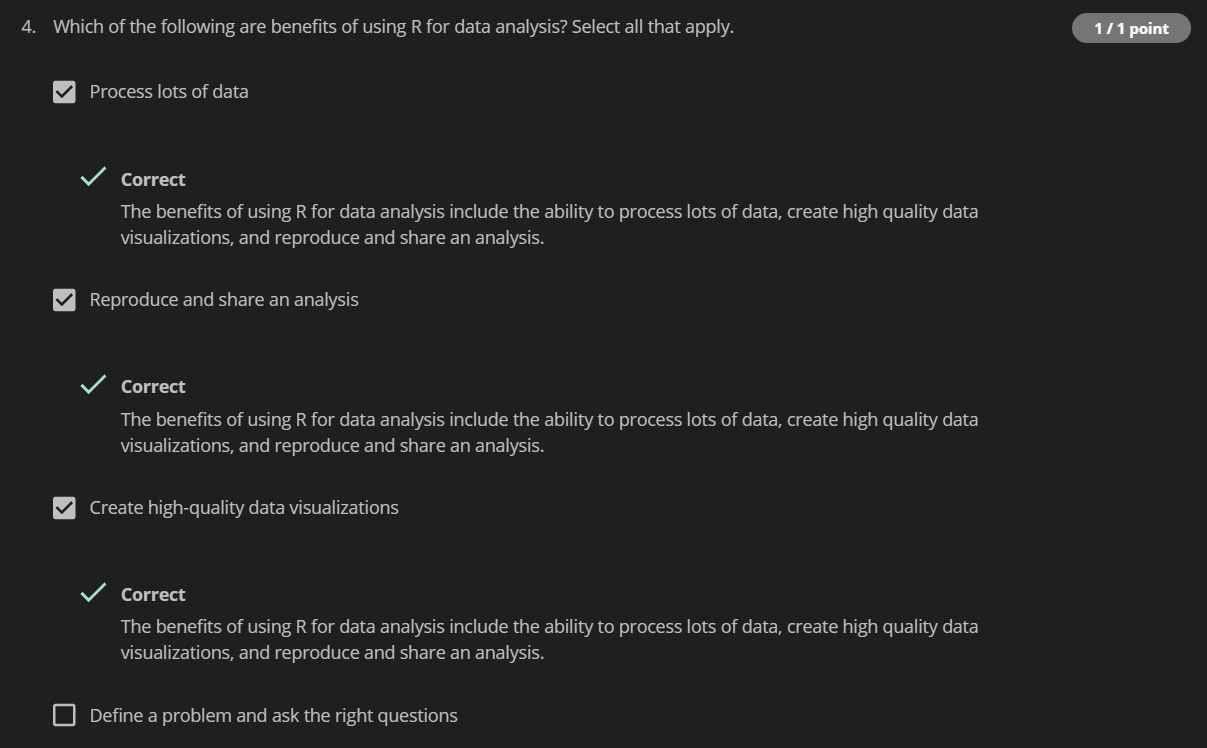 4. Which of the following are benefits of using R for data analysis? Select all that apply.
1 / 1 point
Process lots of data
Correct
The benefits of using R for data analysis include the ability to process lots of data, create high quality data
visualizations, and reproduce and share an analysis.
Reproduce and share an analysis
Correct
The benefits of using R for data analysis include the ability to process lots of data, create high quality data
visualizations, and reproduce and share an analysis.
Create high-quality data visualizations
Correct
The benefits of using R for data analysis include the ability to process lots of data, create high quality data
visualizations, and reproduce and share an analysis.
Define a problem and ask the right questions